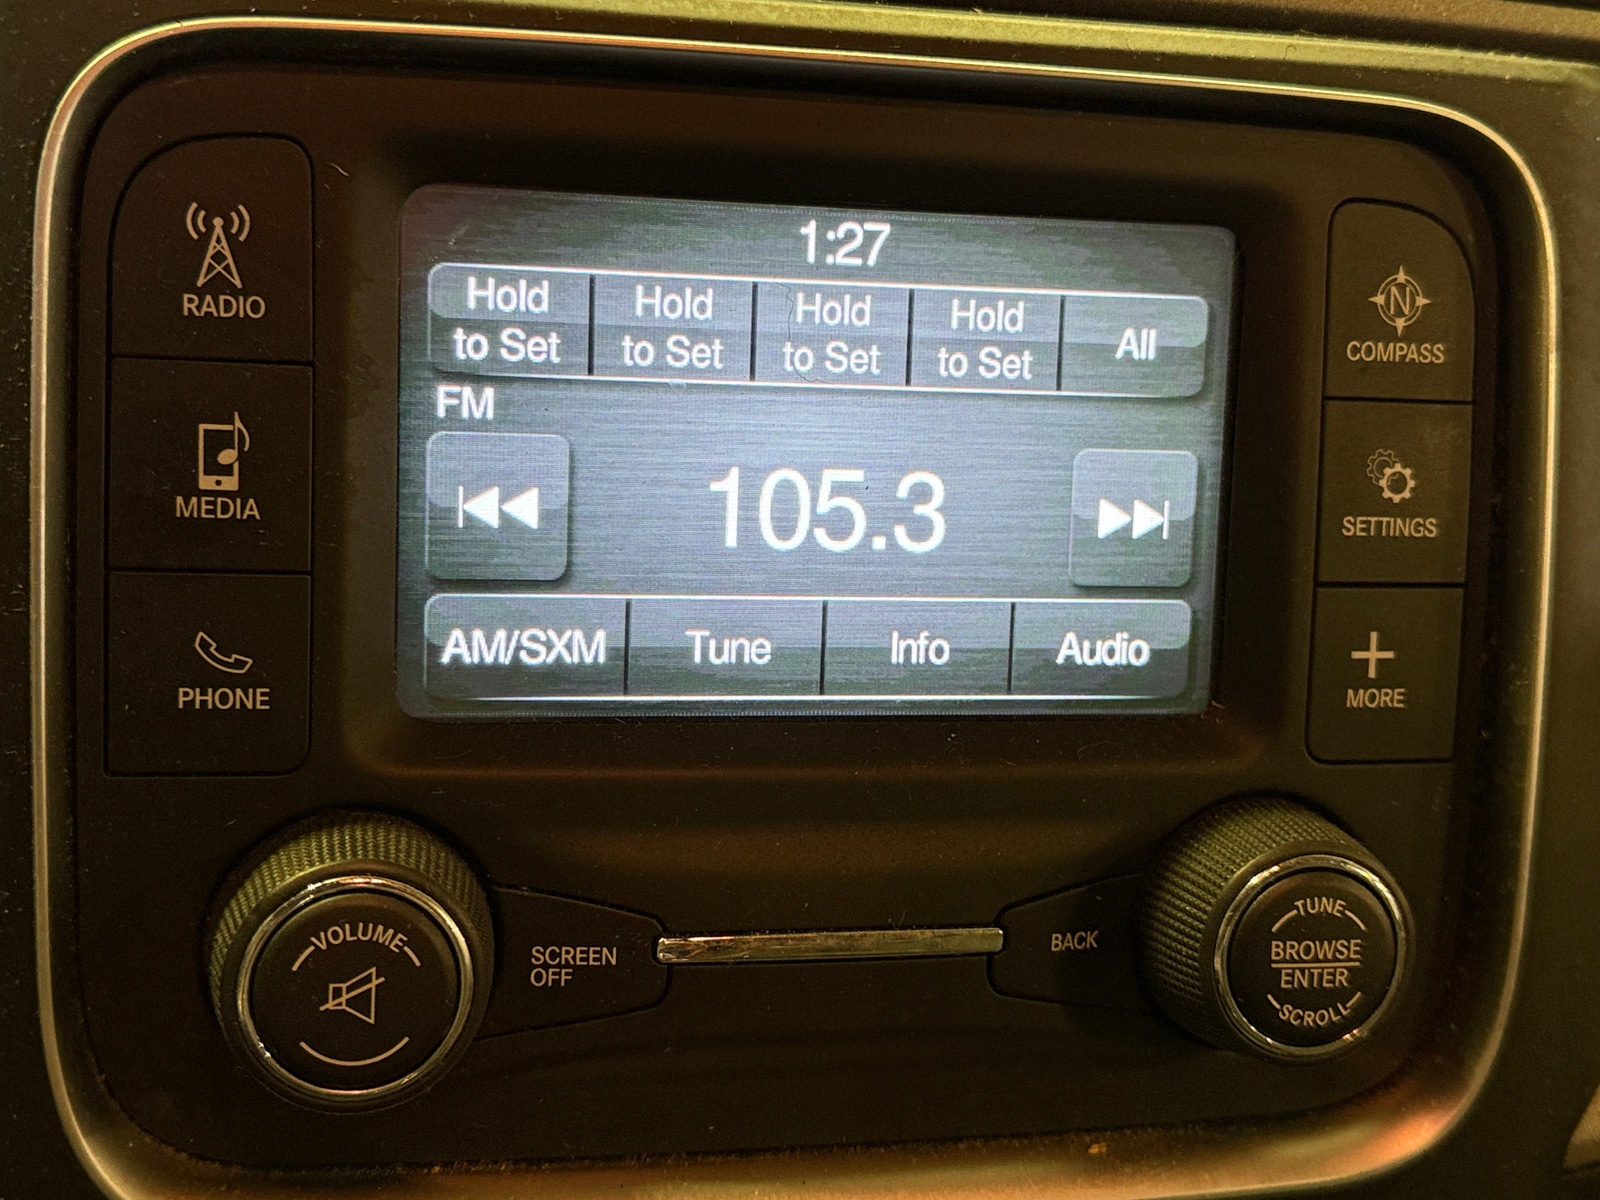 1:27
Hold
to Set
Hold
to Set
Hold
to Set
Hold
to Set
All
FM
105.3
AM/SXM
Tune
Info
Audio
RADIO
MEDIA
PHONE
N
COMPASS
SETTINGS
MORE
VOLUME
SCREEN
OFF
BACK
TUNE
BROWSE
ENTER
SCROLL